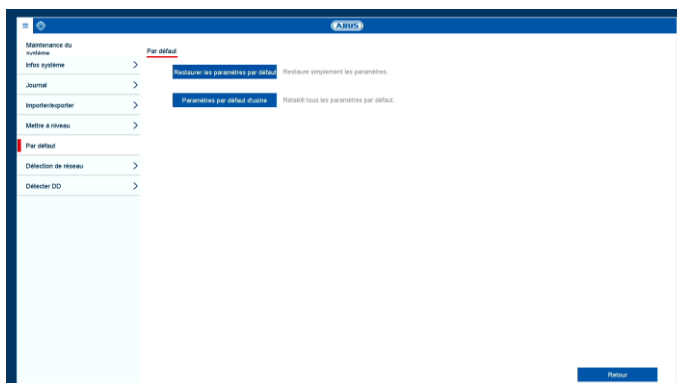 ABUS
Maintenance du
système
Infos système
Journal
Importer/exporter
Mettre à niveau
Par défaut
Détection de réseau
Détecter DD
Par défaut
Restaurer les paramètres par défaut
Restaure simplement les paramètres.
Paramètres par défaut d'usine
Rétablit tous les paramètres par défaut.
Retour